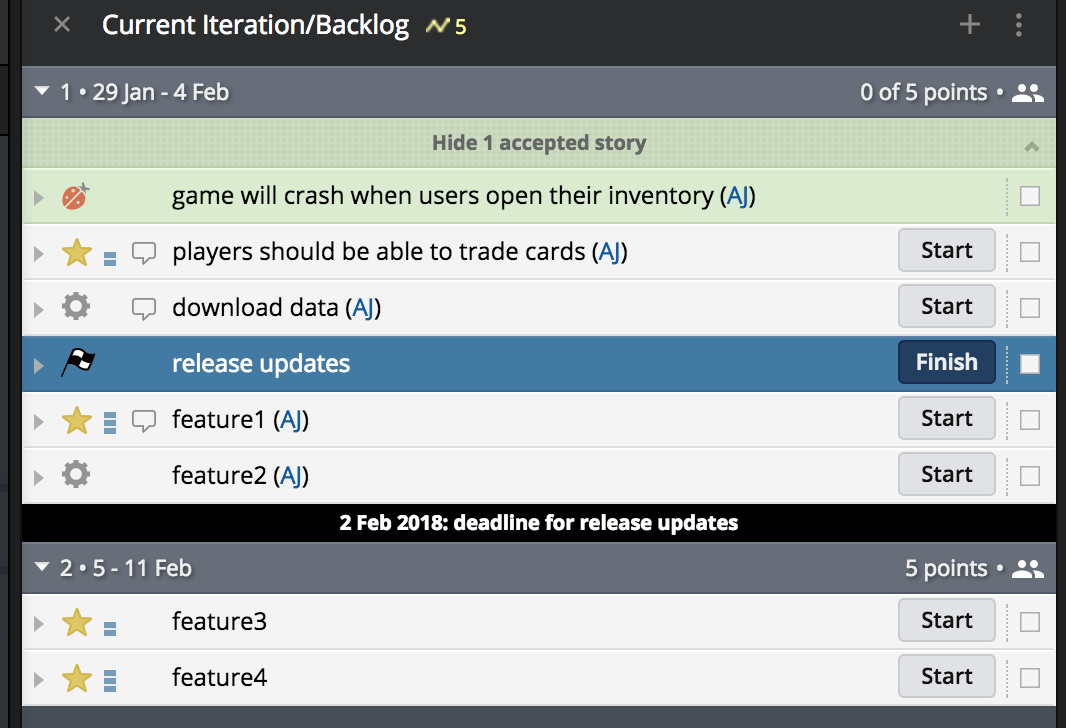 Current Iteration/Backlog 5
1 • 29 Jan - 4 Feb 0 of 5 points •
Hide 1 accepted story
game will crash when users open their inventory (AJ)
players should be able to trade cards (AJ) Start
download data (AJ) Start
release updates Finish
feature1 (AJ) Start
feature2 (AJ) Start
2 Feb 2018: deadline for release updates
2 • 5 - 11 Feb 5 points •
feature3 Start
feature4 Start